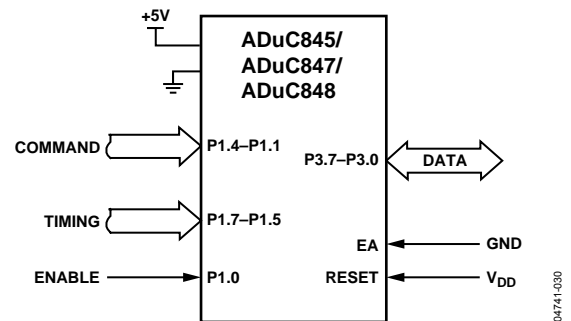 +5V
ADuC845/
ADuC847/
ADuC848
COMMAND
P1.4–P1.1
P3.7–P3.0
DATA
TIMING
P1.7–P1.5
EA
GND
ENABLE
P1.0
RESET
VDD
04741-030